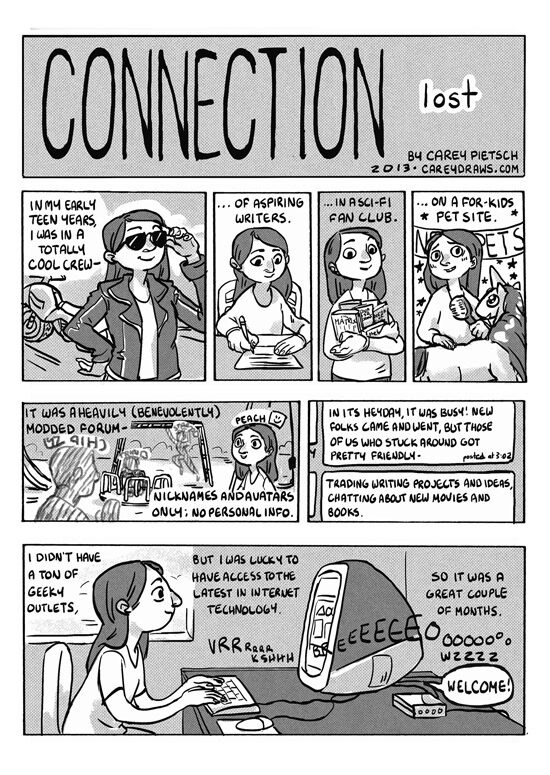 CONNECTION
lost
BY CAREY PIETSCH
2013 · CAREYDRAWS.COM
IN MY EARLY
TEEN YEARS,
I WAS IN A
TOTALLY
COOL CREW-
... OF ASPIRING
WRITERS.
... IN A SCI-FI
FAN CLUB.
... ON A FOR-KIDS
PET SITE.
PETS
IT WAS A HEAVILY (BENEVOLENTLY)
MODDED FORUM-
PEACH
NICKNAMES AND AVATARS
ONLY; NO PERSONAL INFO.
IN ITS HEYDAY, IT WAS BUSY! NEW
FOLKS CAME AND WENT, BUT THOSE
OF US WHO STUCK AROUND GOT
PRETTY FRIENDLY-
posted at 3:02
TRADING WRITING PROJECTS AND IDEAS,
CHATTING ABOUT NEW MOVIES AND
BOOKS.
I DIDN'T HAVE
A TON OF
GEEKY
OUTLETS,
BUT I WAS LUCKY TO
HAVE ACCESS TO THE
LATEST IN INTERNET
TECHNOLOGY.
VRRRRRR
KSHHH
BREEEEEEEOOOOOOOO
WZZZZ
SO IT WAS A
GREAT COUPLE
OF MONTHS.
WELCOME!